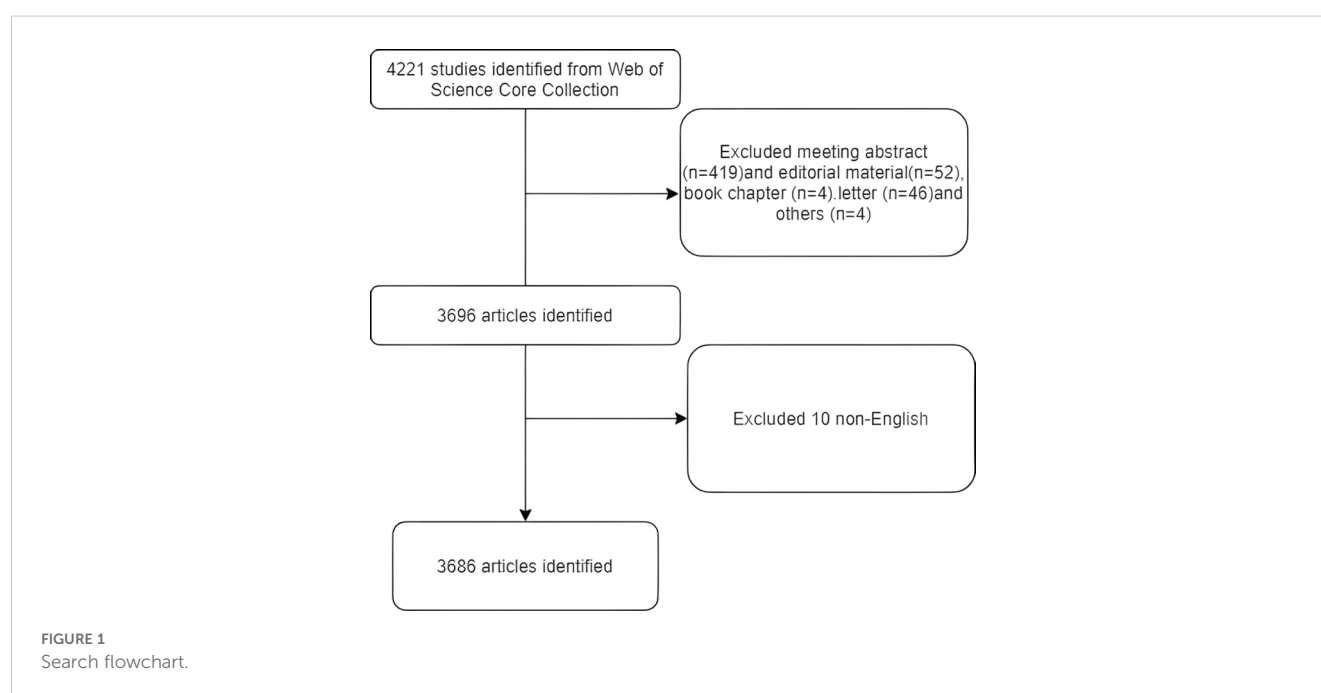 4221 studies identified from Web of
Science Core Collection
Excluded meeting abstract
(n=419)and editorial material(n=52),
book chapter (n=4).letter (n=46)and
others (n=4)
3696 articles identified
Excluded 10 non-English
3686 articles identified
FIGURE 1
Search flowchart.